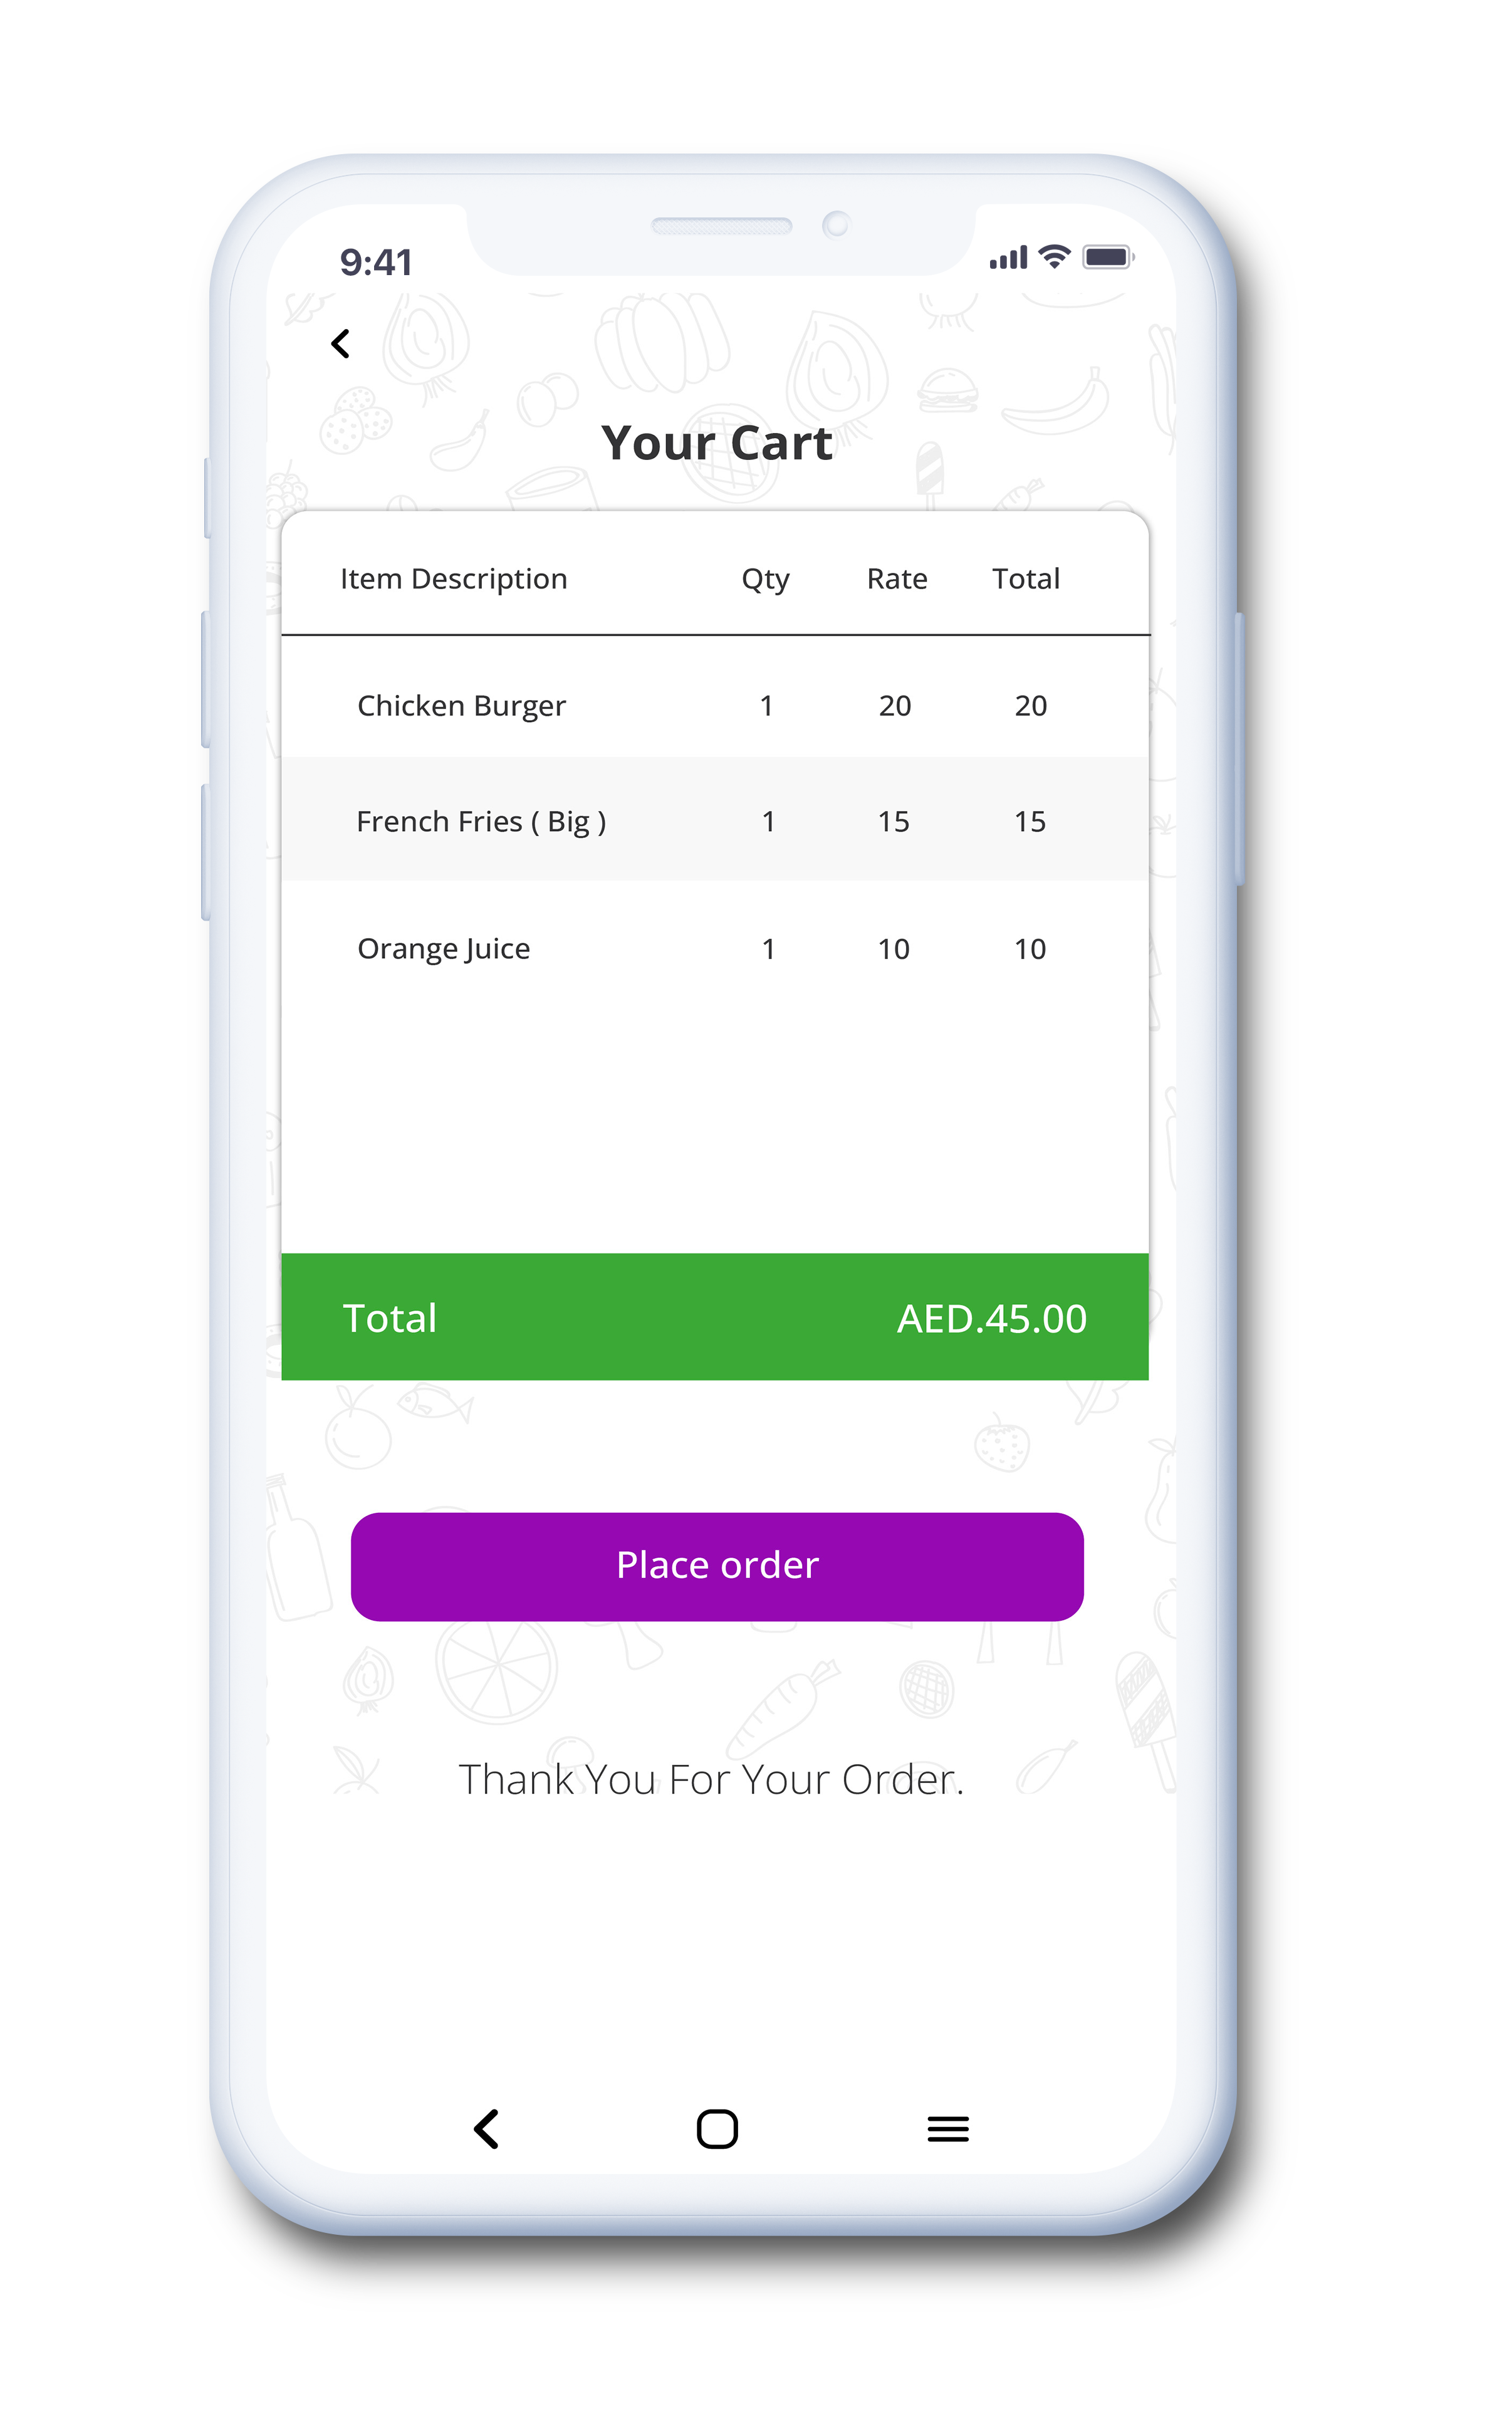 9:41
Your Cart
Item Description Qty Rate Total
Chicken Burger 1 20 20
French Fries ( Big ) 1 15 15
Orange Juice 1 10 10
Total AED.45.00
Place order
Thank You For Your Order.